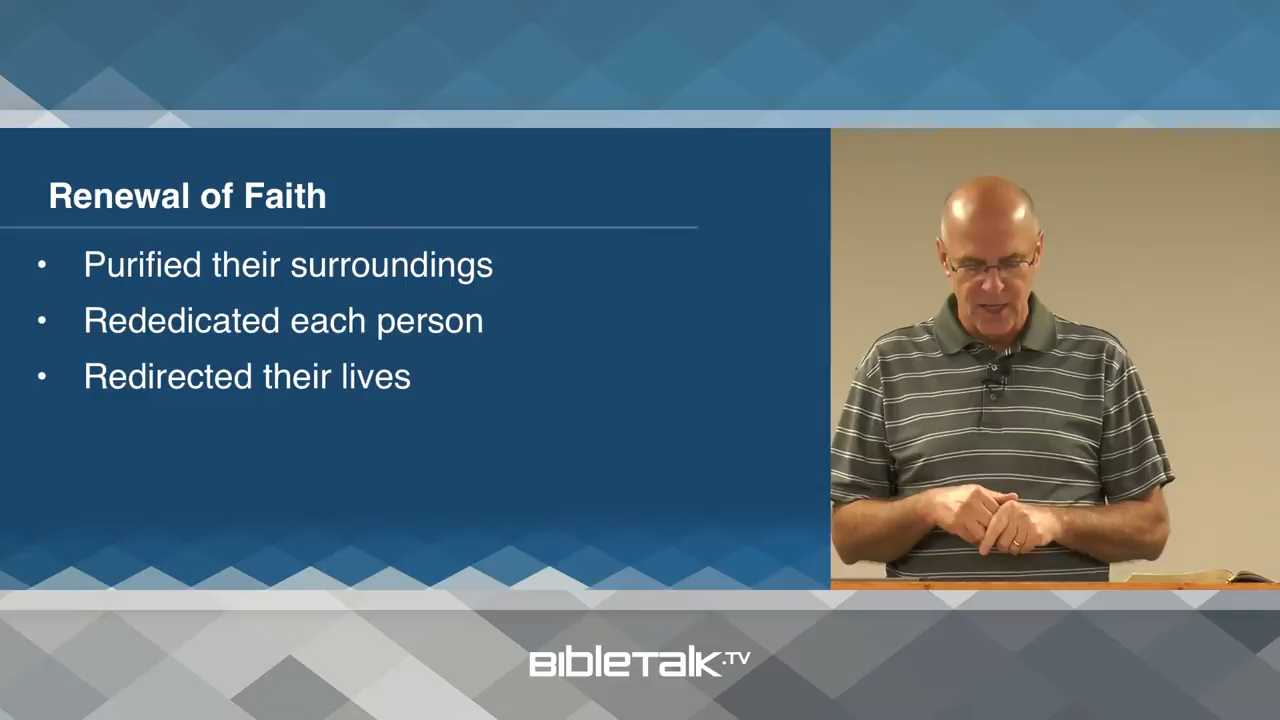 Renewal of Faith
• Purified their surroundings
• Rededicated each person
• Redirected their lives
BIBLETALK.TV